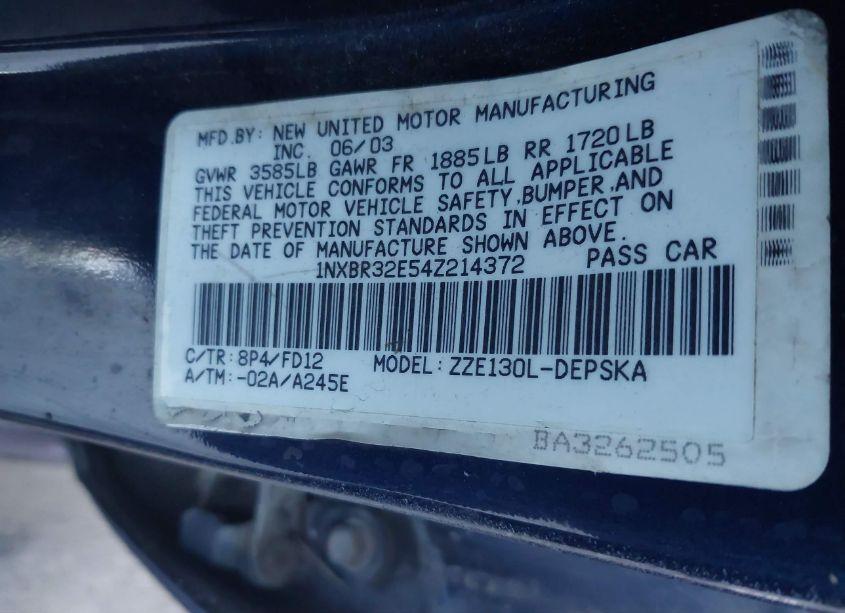 MFD.BY: NEW UNITED MOTOR MANUFACTURING
INC. 06/03
GVWR 3585LB GAWR FR 1885LB RR 1720LB
THIS VEHICLE CONFORMS TO ALL APPLICABLE
FEDERAL MOTOR VEHICLE SAFETY,BUMPER,AND
THEFT PREVENTION STANDARDS IN EFFECT ON
THE DATE OF MANUFACTURE SHOWN ABOVE.
1NXBR32E54Z214372 PASS CAR
C/TR:8P4/FD12 MODEL:ZZE130L-DEPSKA
A/TM:-02A/A245E
BA3262505